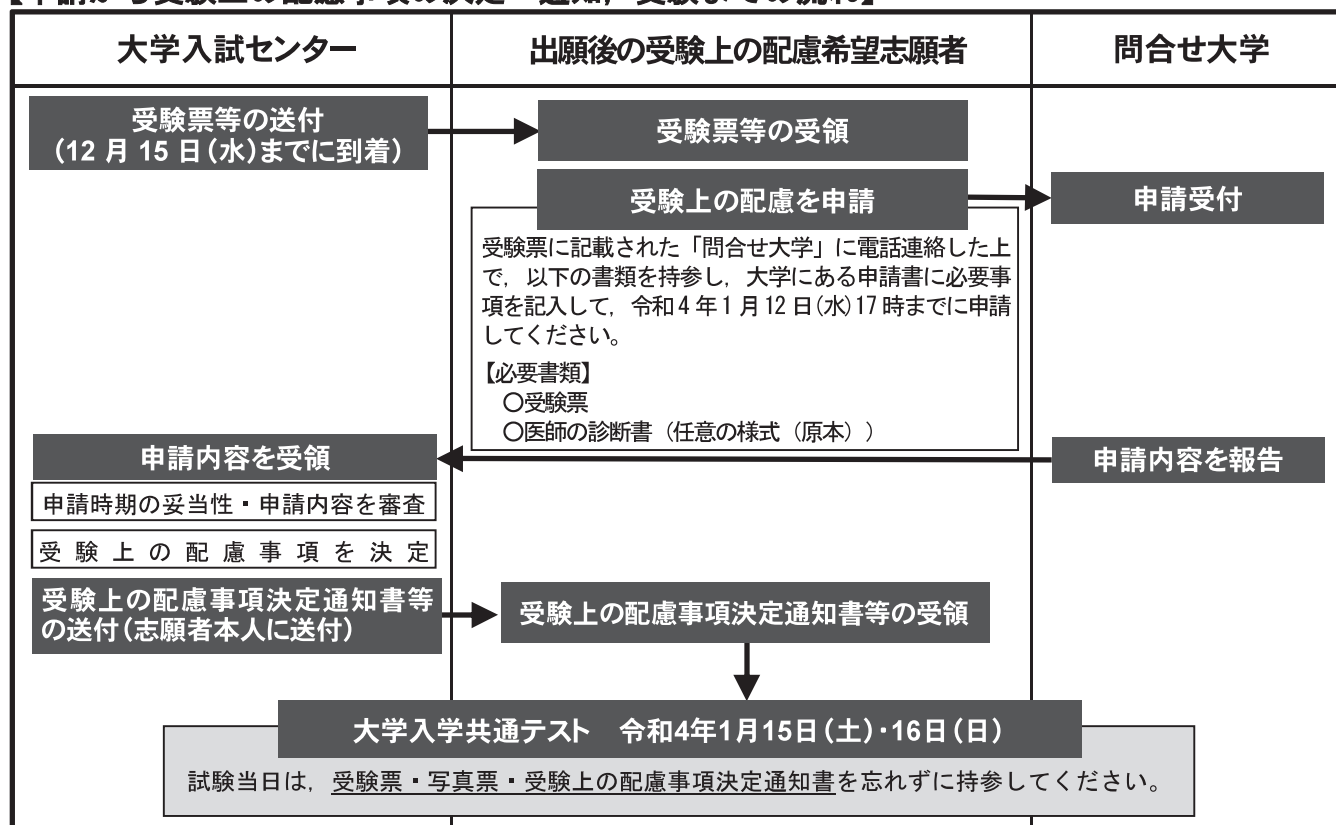 大学入試センター
出願後の受験上の配慮希望志願者
問合せ大学
受験票等の送付
(12月15日(水)までに到着)
受験票等の受領
受験上の配慮を申請
申請受付
受験票に記載された「問合せ大学」に電話連絡した上
で，以下の書類を持参し，大学にある申請書に必要事
項を記入して，令和4年1月12日(水)17時までに申請
してください。
【必要書類】
○受験票
○医師の診断書（任意の様式（原本））
申請内容を受領
申請内容を報告
申請時期の妥当性・申請内容を審査
受験上の配慮事項を決定
受験上の配慮事項決定通知書等
の送付(志願者本人に送付)
受験上の配慮事項決定通知書等の受領
大学入学共通テスト　令和4年1月15日(土)・16日(日)
試験当日は，受験票・写真票・受験上の配慮事項決定通知書を忘れずに持参してください。